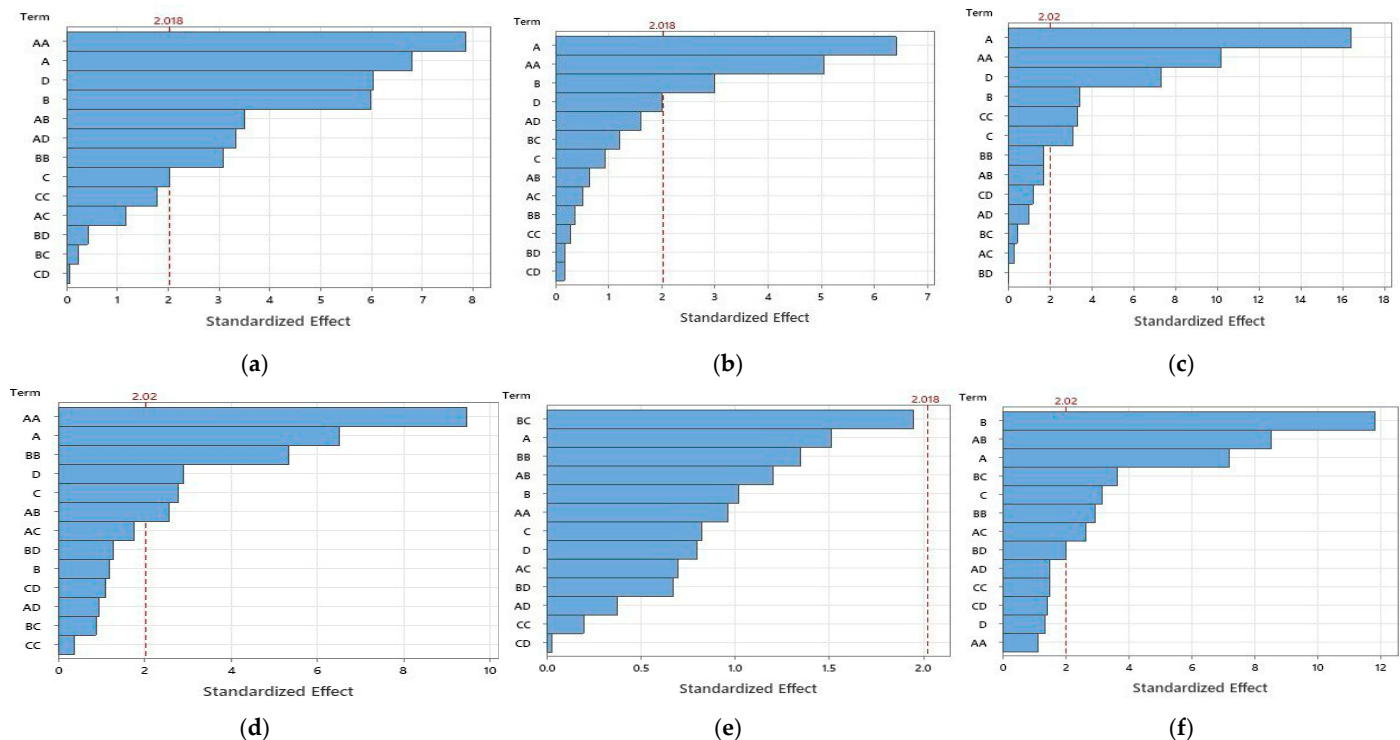 Term
2.018
AA
A
D
B
AB
AD
BB
C
CC
AC
BD
BC
CD
0 1 2 3 4 5 6 7 8
Standardized Effect
(a)
Term
2.018
A
AA
B
D
AD
BC
C
AB
AC
BB
CC
BD
CD
0 1 2 3 4 5 6 7
Standardized Effect
(b)
Term
2.02
A
AA
D
B
CC
C
BB
AB
CD
AD
BC
AC
BD
0 2 4 6 8 10 12 14 16 18
Standardized Effect
(c)
Term
2.02
AA
A
BB
D
C
AB
AC
BD
B
CD
AD
BC
CC
0 2 4 6 8 10
Standardized Effect
(d)
Term
2.018
BC
A
BB
AB
B
AA
C
D
AC
BD
AD
CC
CD
0.0 0.5 1.0 1.5 2.0
Standardized Effect
(e)
Term
2.02
B
AB
A
BC
C
BB
AC
BD
AD
CC
CD
D
AA
0 2 4 6 8 10 12
Standardized Effect
(f)